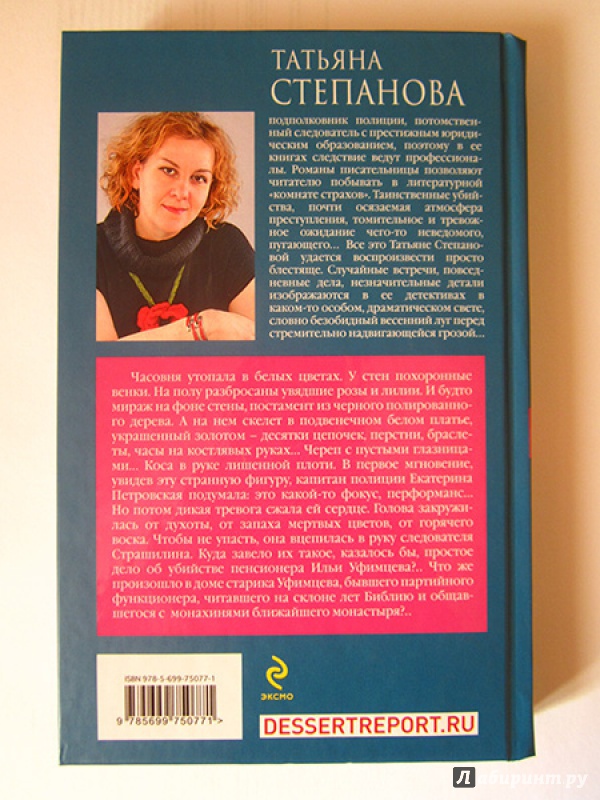 ТАТЬЯНА
СТЕПАНОВА
подполковник полиции, потомствен-
ный следователь с престижным юриди-
ческим образованием, поэтому в ее
книгах следствие ведут профессиона-
лы. Романы писательницы позволяют
читателю побывать в литературной
«комнате страхов». Таинственные убий-
ства, почти осязаемая атмосфера
преступления, томительное и тревож-
ное ожидание чего-то неведомого,
пугающего... Все это Татьяне Степано-
вой удается воспроизвести просто
блестяще. Случайные встречи, повсед-
невные дела, незначительные детали
изображаются в ее детективах в
каком-то особом, драматическом свете,
словно безобидный весенний луг перед
стремительно надвигающейся грозой...
Часовня утопала в белых цветах. У стен похоронные
венки. На полу разбросаны увядшие розы и лилии. И будто
мираж на фоне стены, постамент из черного полированно-
го дерева. А на нем скелет в подвенечном белом платье,
украшенный золотом – десятки цепочек, перстни, брасле-
ты, часы на костлявых руках... Череп с пустыми глазница-
ми... Коса в руке лишенной плоти. В первое мгновение,
увидев эту странную фигуру, капитан полиции Екатерина
Петровская подумала: это какой-то фокус, перформанс...
Но потом дикая тревога сжала ей сердце. Голова закружи-
лась от духоты, от запаха мертвых цветов, от горячего
воска. Чтобы не упасть, она вцепилась в руку следователя
Страшилина. Куда завело их такое, казалось бы, простое
дело об убийстве пенсионера Ильи Уфимцева?.. Что же
произошло в доме старика Уфимцева, бывшего партийного
функционера, читавшего на склоне лет Библию и общав-
шегося с монахинями ближайшего монастыря?..
ISBN 978-5-699-75077-1
9 785699 750771 >
ЭКСМО
DESSERTREPORT.RU
Лабиринт.ру